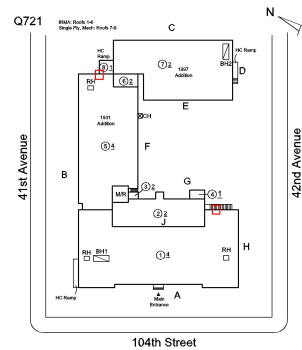 Q721
IRMA: Roofs 1-6
Single Ply, Mech: Roofs 7-8
C
N
HC
Ramp
8 1
7 2
1997
Addition
BH2
HC Ramp
D
RH
6 2
E
1931
Addition
CH
5 4
F
41st Avenue
42nd Avenue
B
M/R
3 2
G
4 1
2 2
J
H
RH
BH1
1 4
RH
HC Ramp
Main
Entrance
A
104th Street